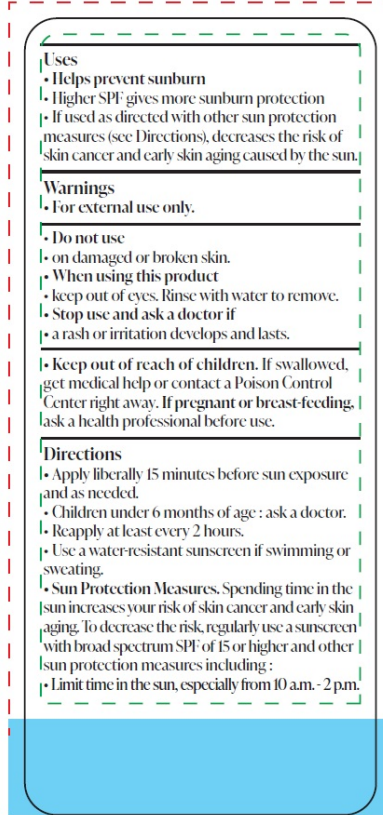 Uses
• Helps prevent sunburn
• Higher SPF gives more sunburn protection
• If used as directed with other sun protection
measures (see Directions), decreases the risk of
skin cancer and early skin aging caused by the sun.
Warnings
• For external use only.
• Do not use
• on damaged or broken skin.
• When using this product
• keep out of eyes. Rinse with water to remove.
• Stop use and ask a doctor if
• a rash or irritation develops and lasts.
• Keep out of reach of children. If swallowed,
get medical help or contact a Poison Control
Center right away. If pregnant or breast-feeding,
ask a health professional before use.
Directions
• Apply liberally 15 minutes before sun exposure
and as needed.
• Children under 6 months of age : ask a doctor.
• Reapply at least every 2 hours.
• Use a water-resistant sunscreen if swimming or
sweating.
• Sun Protection Measures. Spending time in the
sun increases your risk of skin cancer and early skin
aging. To decrease the risk, regularly use a sunscreen
with broad spectrum SPF of 15 or higher and other
sun protection measures including :
• Limit time in the sun, especially from 10 a.m. - 2 p.m.